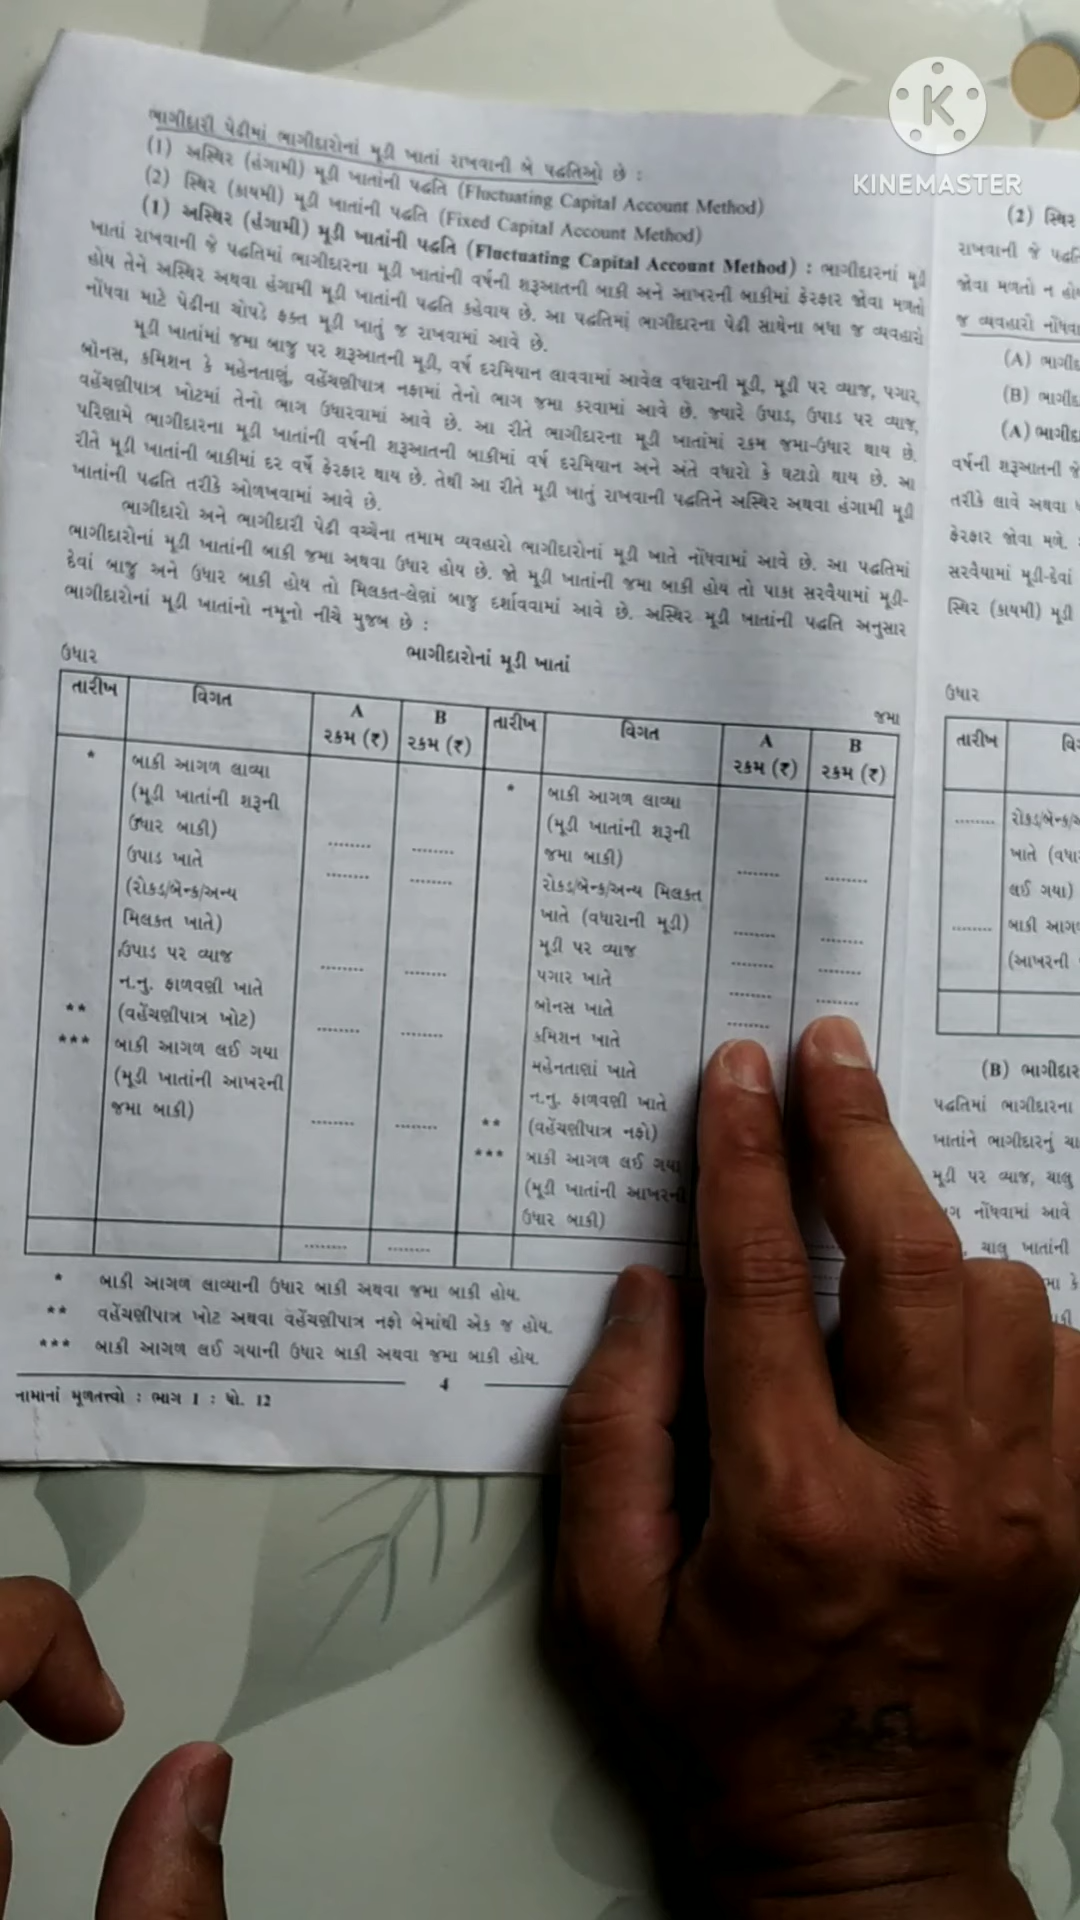 K
KINEMASTER
ભાગીદારી પેઢીમાં ભાગીદારોનાં મૂડી ખાતાં રાખવાની બે પદ્ધતિઓ છે :
(1) અસ્થિર (હંગામી) મૂડી ખાતાંની પદ્ધતિ (Fluctuating Capital Account Method)
(2) સ્થિર (કાયમી) મૂડી ખાતાંની પદ્ધતિ (Fixed Capital Account Method)
(1) અસ્થિર (હંગામી) મૂડી ખાતાંની પદ્ધતિ (Fluctuating Capital Account Method) : ભાગીદારનાં મૂડી
ખાતાં રાખવાની જે પદ્ધતિમાં ભાગીદારના મૂડી ખાતાંની વર્ષની શરૂઆતની બાકી અને આખરની બાકીમાં ફેરફાર જોવા મળતો
હોય તેને અસ્થિર અથવા હંગામી મૂડી ખાતાંની પદ્ધતિ કહેવાય છે. આ પદ્ધતિમાં ભાગીદારના પેઢી સાથેના બધા જ વ્યવહારો
નોંધવા માટે પેઢીના ચોપડે ફક્ત મૂડી ખાતું જ રાખવામાં આવે છે.
મૂડી ખાતાંમાં જમા બાજુ પર શરૂઆતની મૂડી, વર્ષ દરમિયાન લાવવામાં આવેલ વધારાની મૂડી, મૂડી પર વ્યાજ, પગાર,
બોનસ, કમિશન કે મહેનતાણું, વહેંચણીપાત્ર નફામાં તેનો ભાગ જમા કરવામાં આવે છે. જ્યારે ઉપાડ, ઉપાડ પર વ્યાજ,
વહેંચણીપાત્ર ખોટમાં તેનો ભાગ ઉધારવામાં આવે છે. આ રીતે ભાગીદારના મૂડી ખાતાંમાં રકમ જમા-ઉધાર થાય છે.
પરિણામે ભાગીદારના મૂડી ખાતાંની વર્ષની શરૂઆતની બાકીમાં વર્ષ દરમિયાન અને અંતે વધારો કે ઘટાડો થાય છે. આ
રીતે મૂડી ખાતાંની બાકીમાં દર વર્ષે ફેરફાર થાય છે. તેથી આ રીતે મૂડી ખાતું રાખવાની પદ્ધતિને અસ્થિર અથવા હંગામી મૂડી
ખાતાંની પદ્ધતિ તરીકે ઓળખવામાં આવે છે.
ભાગીદારો અને ભાગીદારી પેઢી વચ્ચેના તમામ વ્યવહારો ભાગીદારોનાં મૂડી ખાતે નોંધવામાં આવે છે. આ પદ્ધતિમાં
ભાગીદારોનાં મૂડી ખાતાંની બાકી જમા અથવા ઉધાર હોય છે. જો મૂડી ખાતાંની જમા બાકી હોય તો પાકા સરવૈયામાં મૂડી-
દેવાં બાજુ અને ઉધાર બાકી હોય તો મિલકત-લેણાં બાજુ દર્શાવવામાં આવે છે. અસ્થિર મૂડી ખાતાંની પદ્ધતિ અનુસાર
ભાગીદારોનાં મૂડી ખાતાંનો નમૂનો નીચે મુજબ છે :
ઉધાર ભાગીદારોનાં મૂડી ખાતાં જમા
તારીખ વિગત A રકમ (₹) B રકમ (₹) તારીખ વિગત A રકમ (₹) B રકમ (₹)
* બાકી આગળ લાવ્યા
(મૂડી ખાતાંની શરૂની
ઉધાર બાકી) ........ ........
ઉપાડ ખાતે ........ ........
(રોકડ/બૅન્ક/અન્ય
મિલકત ખાતે)
ઉપાડ પર વ્યાજ ........ ........
ન.નુ. ફાળવણી ખાતે
** (વહેંચણીપાત્ર ખોટ) ........ ........
*** બાકી આગળ લઈ ગયા
(મૂડી ખાતાંની આખરની
જમા બાકી) ........ ........
........ ........
* બાકી આગળ લાવ્યા
(મૂડી ખાતાંની શરૂની
જમા બાકી) ........ ........
રોકડ/બૅન્ક/અન્ય મિલકત
ખાતે (વધારાની મૂડી) ........ ........
મૂડી પર વ્યાજ ........ ........
પગાર ખાતે ........ ........
બોનસ ખાતે ........
કમિશન ખાતે
મહેનતાણાં ખાતે
ન.નુ. ફાળવણી ખાતે
** (વહેંચણીપાત્ર નફો)
*** બાકી આગળ લઈ ગયા
(મૂડી ખાતાંની આખરની
ઉધાર બાકી)
* બાકી આગળ લાવ્યાની ઉધાર બાકી અથવા જમા બાકી હોય.
** વહેંચણીપાત્ર ખોટ અથવા વહેંચણીપાત્ર નફો બેમાંથી એક જ હોય.
*** બાકી આગળ લઈ ગયાની ઉધાર બાકી અથવા જમા બાકી હોય.
4
નામાનાં મૂળતત્ત્વો : ભાગ 1 : ધો. 12
(2) સ્થિર
રાખવાની જે
જોવા મળતો ન
જ વ્યવહારો
(A)
(B)
(A)
વર્ષની શરૂઆતની જે
તરીકે લાવે અથવા
ફેરફાર જોવા મળે.
સરવૈયામાં મૂડી-દેવાં
સ્થિર (કાયમી) મૂડી
ઉધાર
તારીખ
........
ખાતે
લઈ ગયા)
........ બાકી
(આખરની
(B) ભાગીદાર
પદ્ધતિમાં ભાગીદારના
ખાતાંને ભાગીદારનું
મૂડી પર વ્યાજ, ચાલુ
નોંધવામાં આવે
ચાલુ ખાતાંની